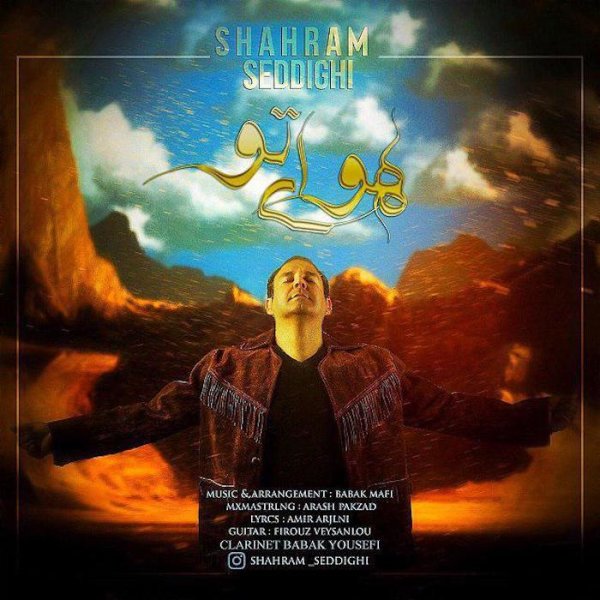 SHAHRAM
SEDDIGHI
هوای تو
MUSIC & ARRANGEMENT : BABAK MAFI
MXMASTRLNG : ARASH PAKZAD
LYRCS : AMIR ARJLNI
GUITAR : FIROUZ VEYSANLOU
CLARINET BABAK YOUSEFI
SHAHRAM _SEDDIGHI